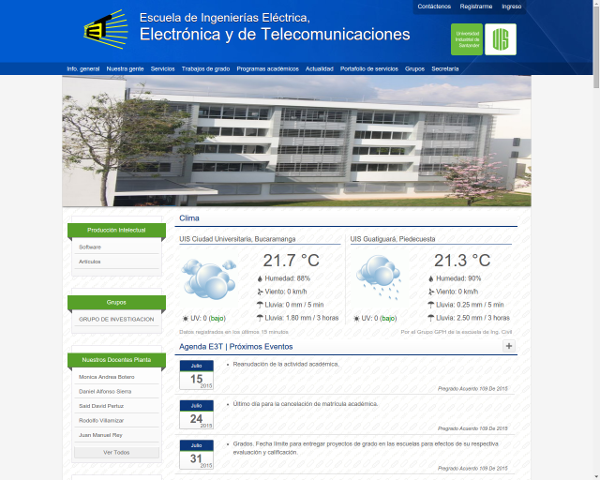 Contáctenos Registrarme Ingreso
Escuela de Ingenierías Eléctrica,
Electrónica y de Telecomunicaciones
Universidad
Industrial de
Santander
UIS
Info. general Nuestra gente Servicios Trabajos de grado Programas académicos Actualidad Portafolio de servicios Grupos Secretaría
Producción Intelectual
Software
Artículos
Grupos
GRUPO DE INVESTIGACION
Nuestros Docentes Planta
Monica Andrea Botero
Daniel Alfonso Sierra
Said David Pertuz
Rodolfo Villamizar
Juan Manuel Rey
Ver Todos
Clima
UIS Ciudad Universitaria, Bucaramanga
21.7 °C
Humedad: 88%
Viento: 0 km/h
Lluvia: 0 mm / 5 min
UV: 0 (bajo)
Lluvia: 1.80 mm / 3 horas
UIS Guatiguará, Piedecuesta
21.3 °C
Humedad: 90%
Viento: 0 km/h
Lluvia: 0.25 mm / 5 min
UV: 0 (bajo)
Lluvia: 2.50 mm / 3 horas
Datos registrados en los últimos 15 minutos
Por el Grupo GPH de la escuela de Ing. Civil
Agenda E3T | Próximos Eventos
+
Julio
15
2015
Reanudación de la actividad académica.
Pregrado Acuerdo 109 De 2015
Julio
24
2015
Último día para la cancelación de matrícula académica.
Pregrado Acuerdo 109 De 2015
Julio
31
2015
Grados. Fecha límite para entregar proyectos de grado en las escuelas para efectos de su respectiva
evaluación y calificación.
Pregrado Acuerdo 109 De 2015